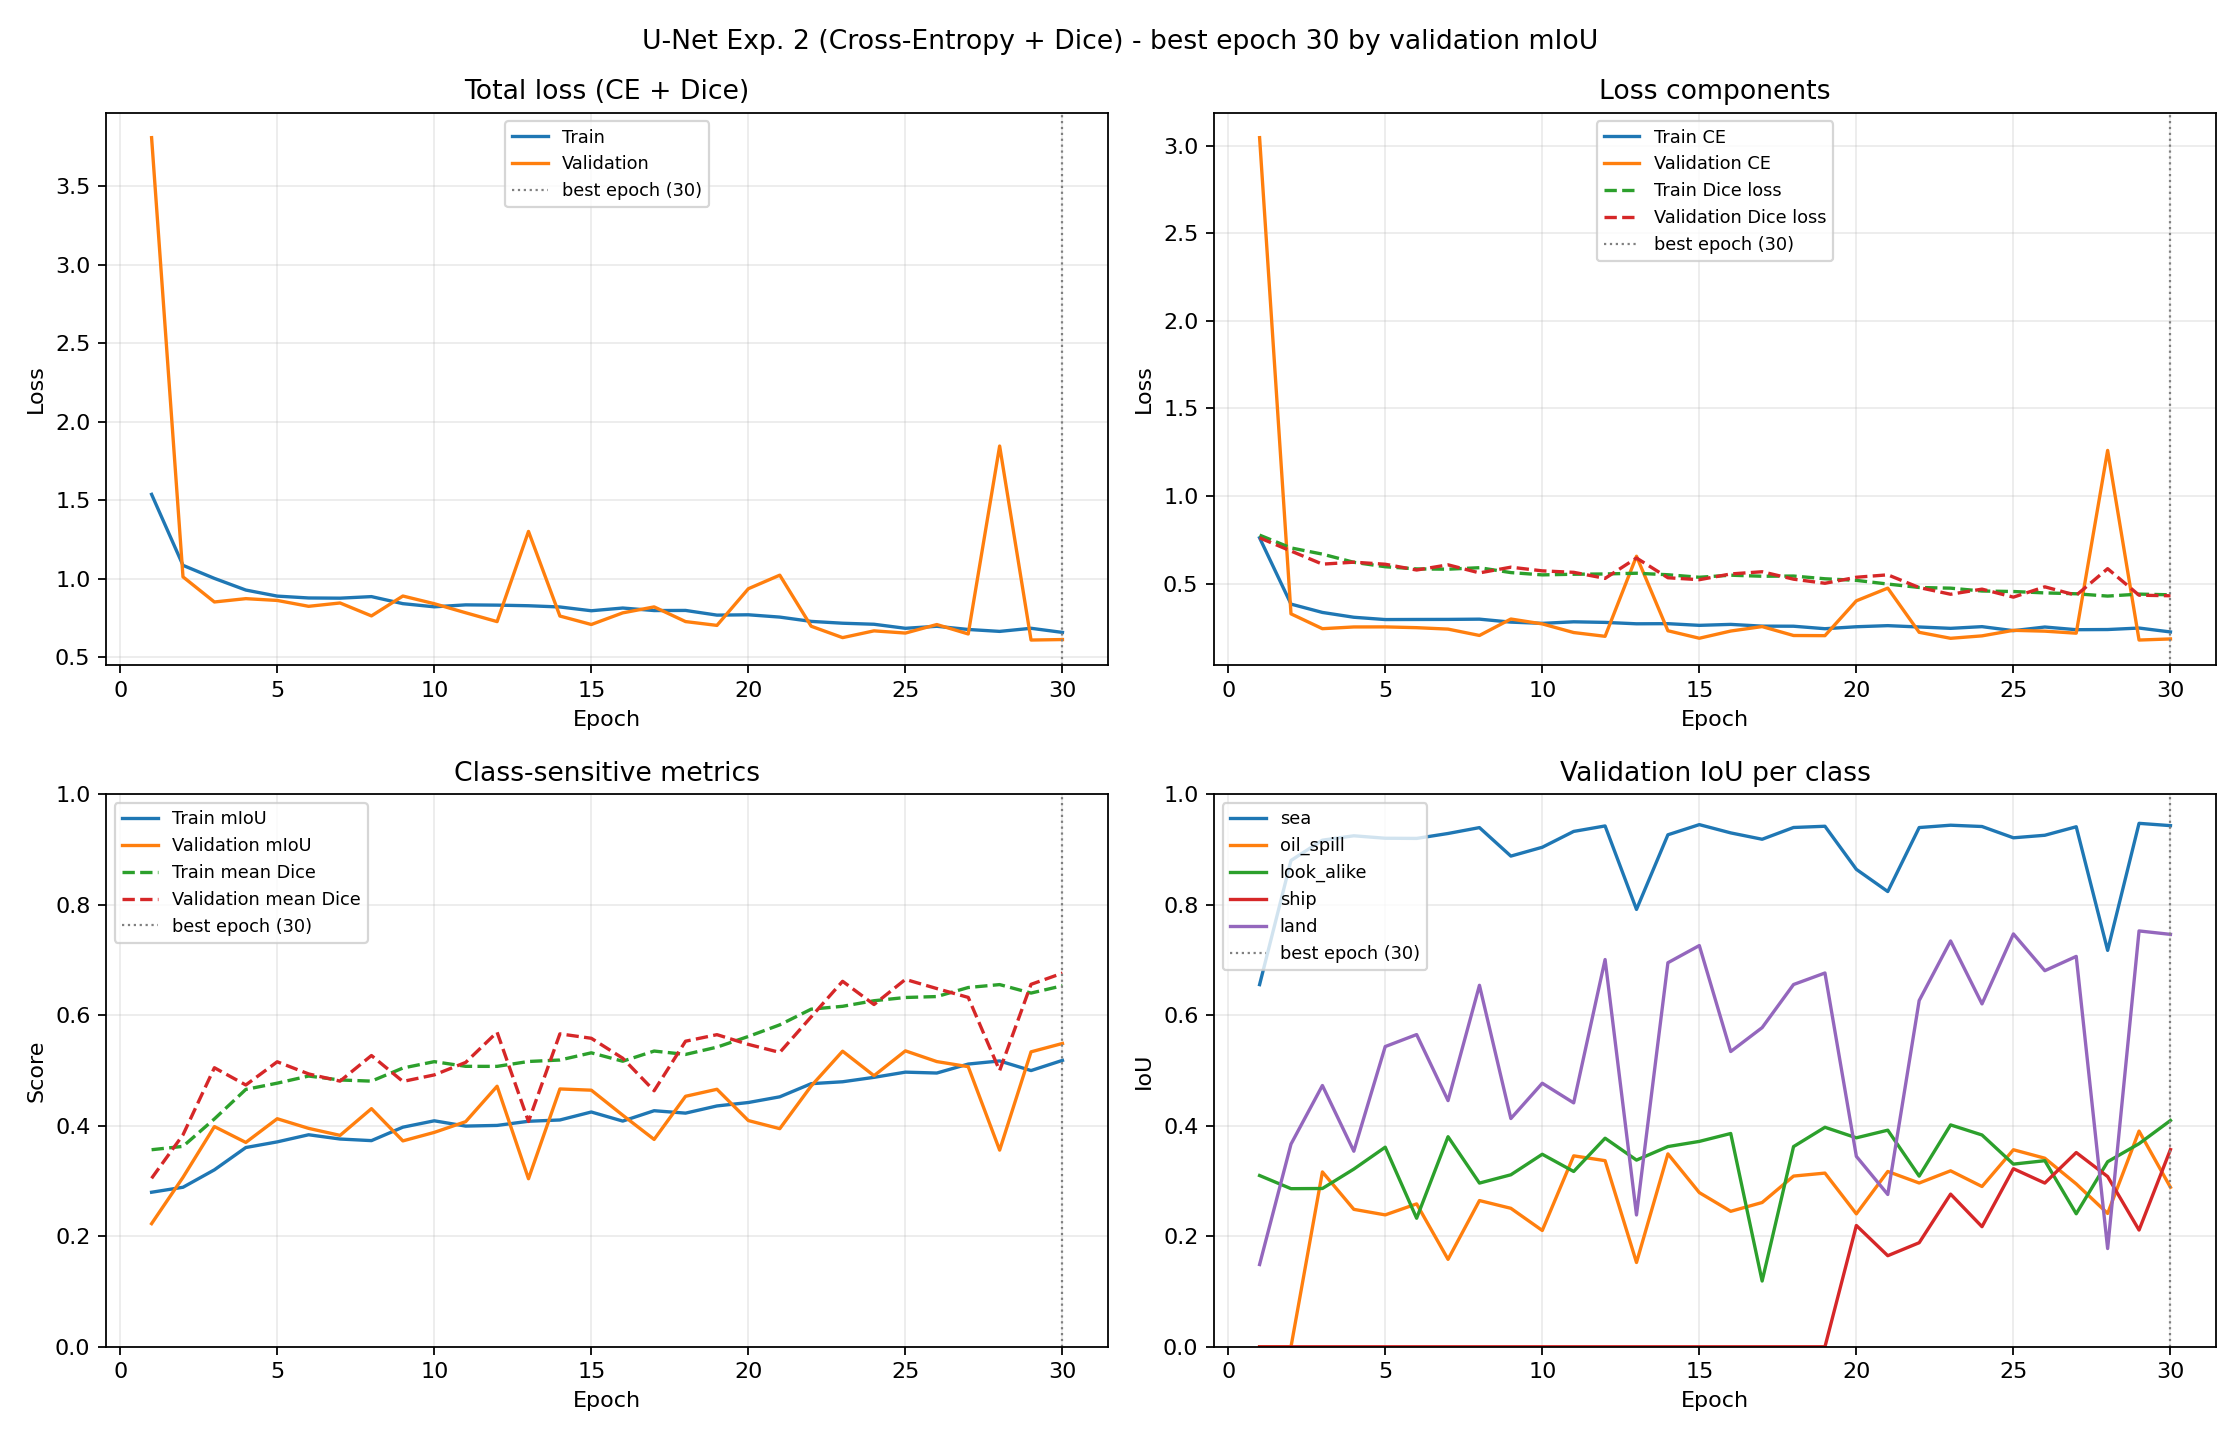 U-Net Exp. 2 (Cross-Entropy + Dice) - best epoch 30 by validation mIoU
Total loss (CE + Dice)
Train
Validation
best epoch (30)
3.5
3.0
2.5
2.0
1.5
1.0
0.5
Loss
0 5 10 15 20 25 30
Epoch
Loss components
Train CE
Validation CE
Train Dice loss
Validation Dice loss
best epoch (30)
3.0
2.5
2.0
1.5
1.0
0.5
Loss
0 5 10 15 20 25 30
Epoch
Class-sensitive metrics
Train mIoU
Validation mIoU
Train mean Dice
Validation mean Dice
best epoch (30)
1.0
0.8
0.6
0.4
0.2
0.0
Score
0 5 10 15 20 25 30
Epoch
Validation IoU per class
sea
oil_spill
look_alike
ship
land
best epoch (30)
1.0
0.8
0.6
0.4
0.2
0.0
IoU
0 5 10 15 20 25 30
Epoch